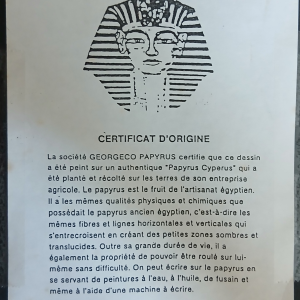 CERTIFICAT D'ORIGINE
La société GEORGECO PAPYRUS certifie que ce dessin
a été peint sur un authentique "Papyrus Cyperus" qui a
été planté et récolté sur les terres de son entreprise
agricole. Le papyrus est le fruit de l'artisanat égyptien.
Il a les mêmes qualités physiques et chimiques que
possédait le papyrus ancien égyptien, c'est-à-dire les
mêmes fibres et lignes horizontales et verticales qui
s'entrecroisent en créant des petites zones sombres et
translucides. Outre sa grande durée de vie, il a
également la propriété de pouvoir être roulé sur lui-
même sans difficulté. On peut écrire sur le papyrus en
se servant de peintures à l'eau, à l'huile, de fusain et
même à l'aide d'une machine à écrire.